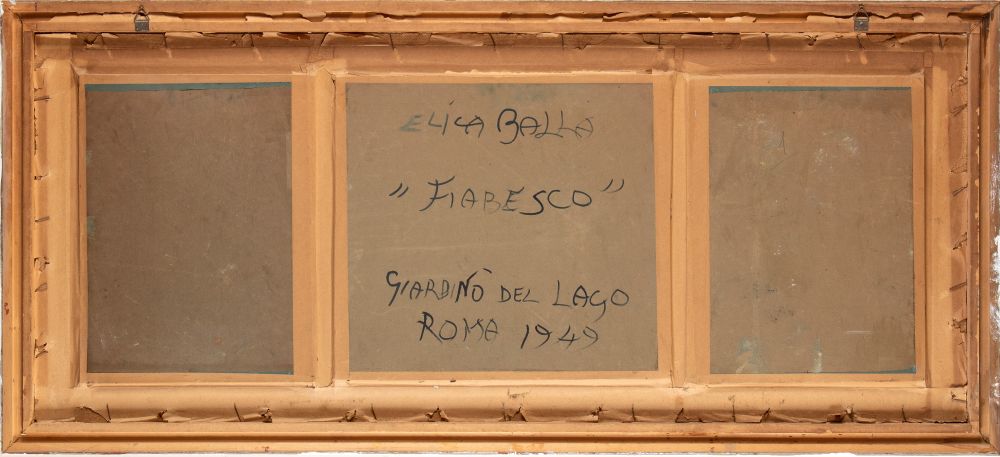 ELICA BALLA
"FIABESCO"
GIARDINO DEL LAGO
ROMA 1949